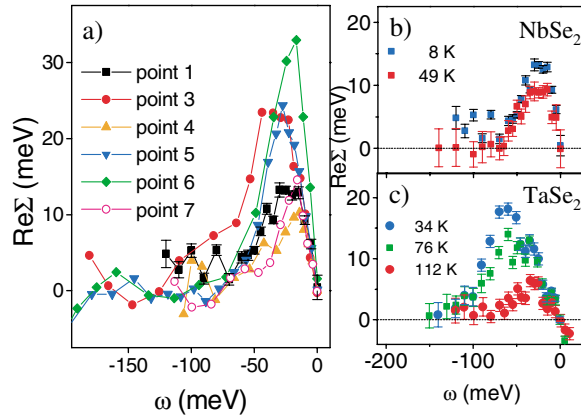 a)
ReΣ (meV)
30
20
10
0
point 1
point 3
point 4
point 5
point 6
point 7
-150 -100 -50 0
ω (meV)
b) NbSe2
ReΣ (meV)
20
10
0
8 K
49 K
c) TaSe2
ReΣ (meV)
20
10
0
34 K
76 K
112 K
-200 -100 0
ω (meV)